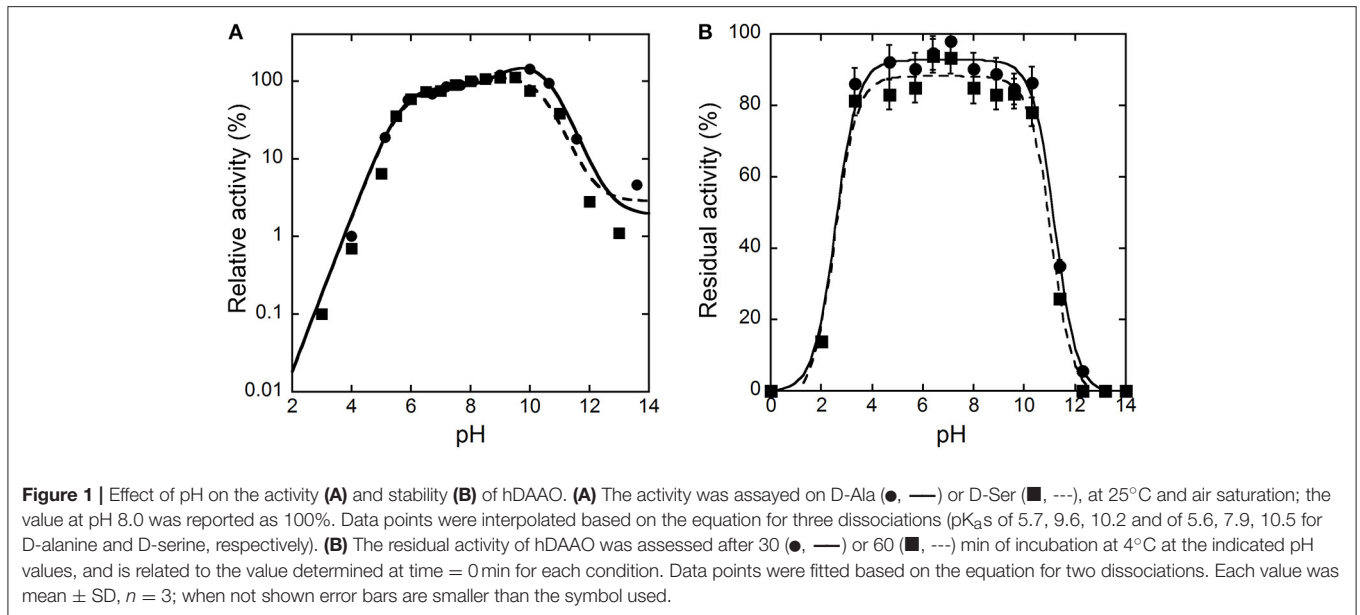 A
Relative activity (%)
100
10
1
0.1
0.01
2 4 6 8 10 12 14
pH
B
Residual activity (%)
100
80
60
40
20
0
0 2 4 6 8 10 12 14
pH
Figure 1 | Effect of pH on the activity (A) and stability (B) of hDAAO. (A) The activity was assayed on D-Ala (●, —) or D-Ser (■, ---), at 25°C and air saturation; the
value at pH 8.0 was reported as 100%. Data points were interpolated based on the equation for three dissociations (pKas of 5.7, 9.6, 10.2 and of 5.6, 7.9, 10.5 for
D-alanine and D-serine, respectively). (B) The residual activity of hDAAO was assessed after 30 (●, —) or 60 (■, ---) min of incubation at 4°C at the indicated pH
values, and is related to the value determined at time = 0 min for each condition. Data points were fitted based on the equation for two dissociations. Each value was
mean ± SD, n = 3; when not shown error bars are smaller than the symbol used.